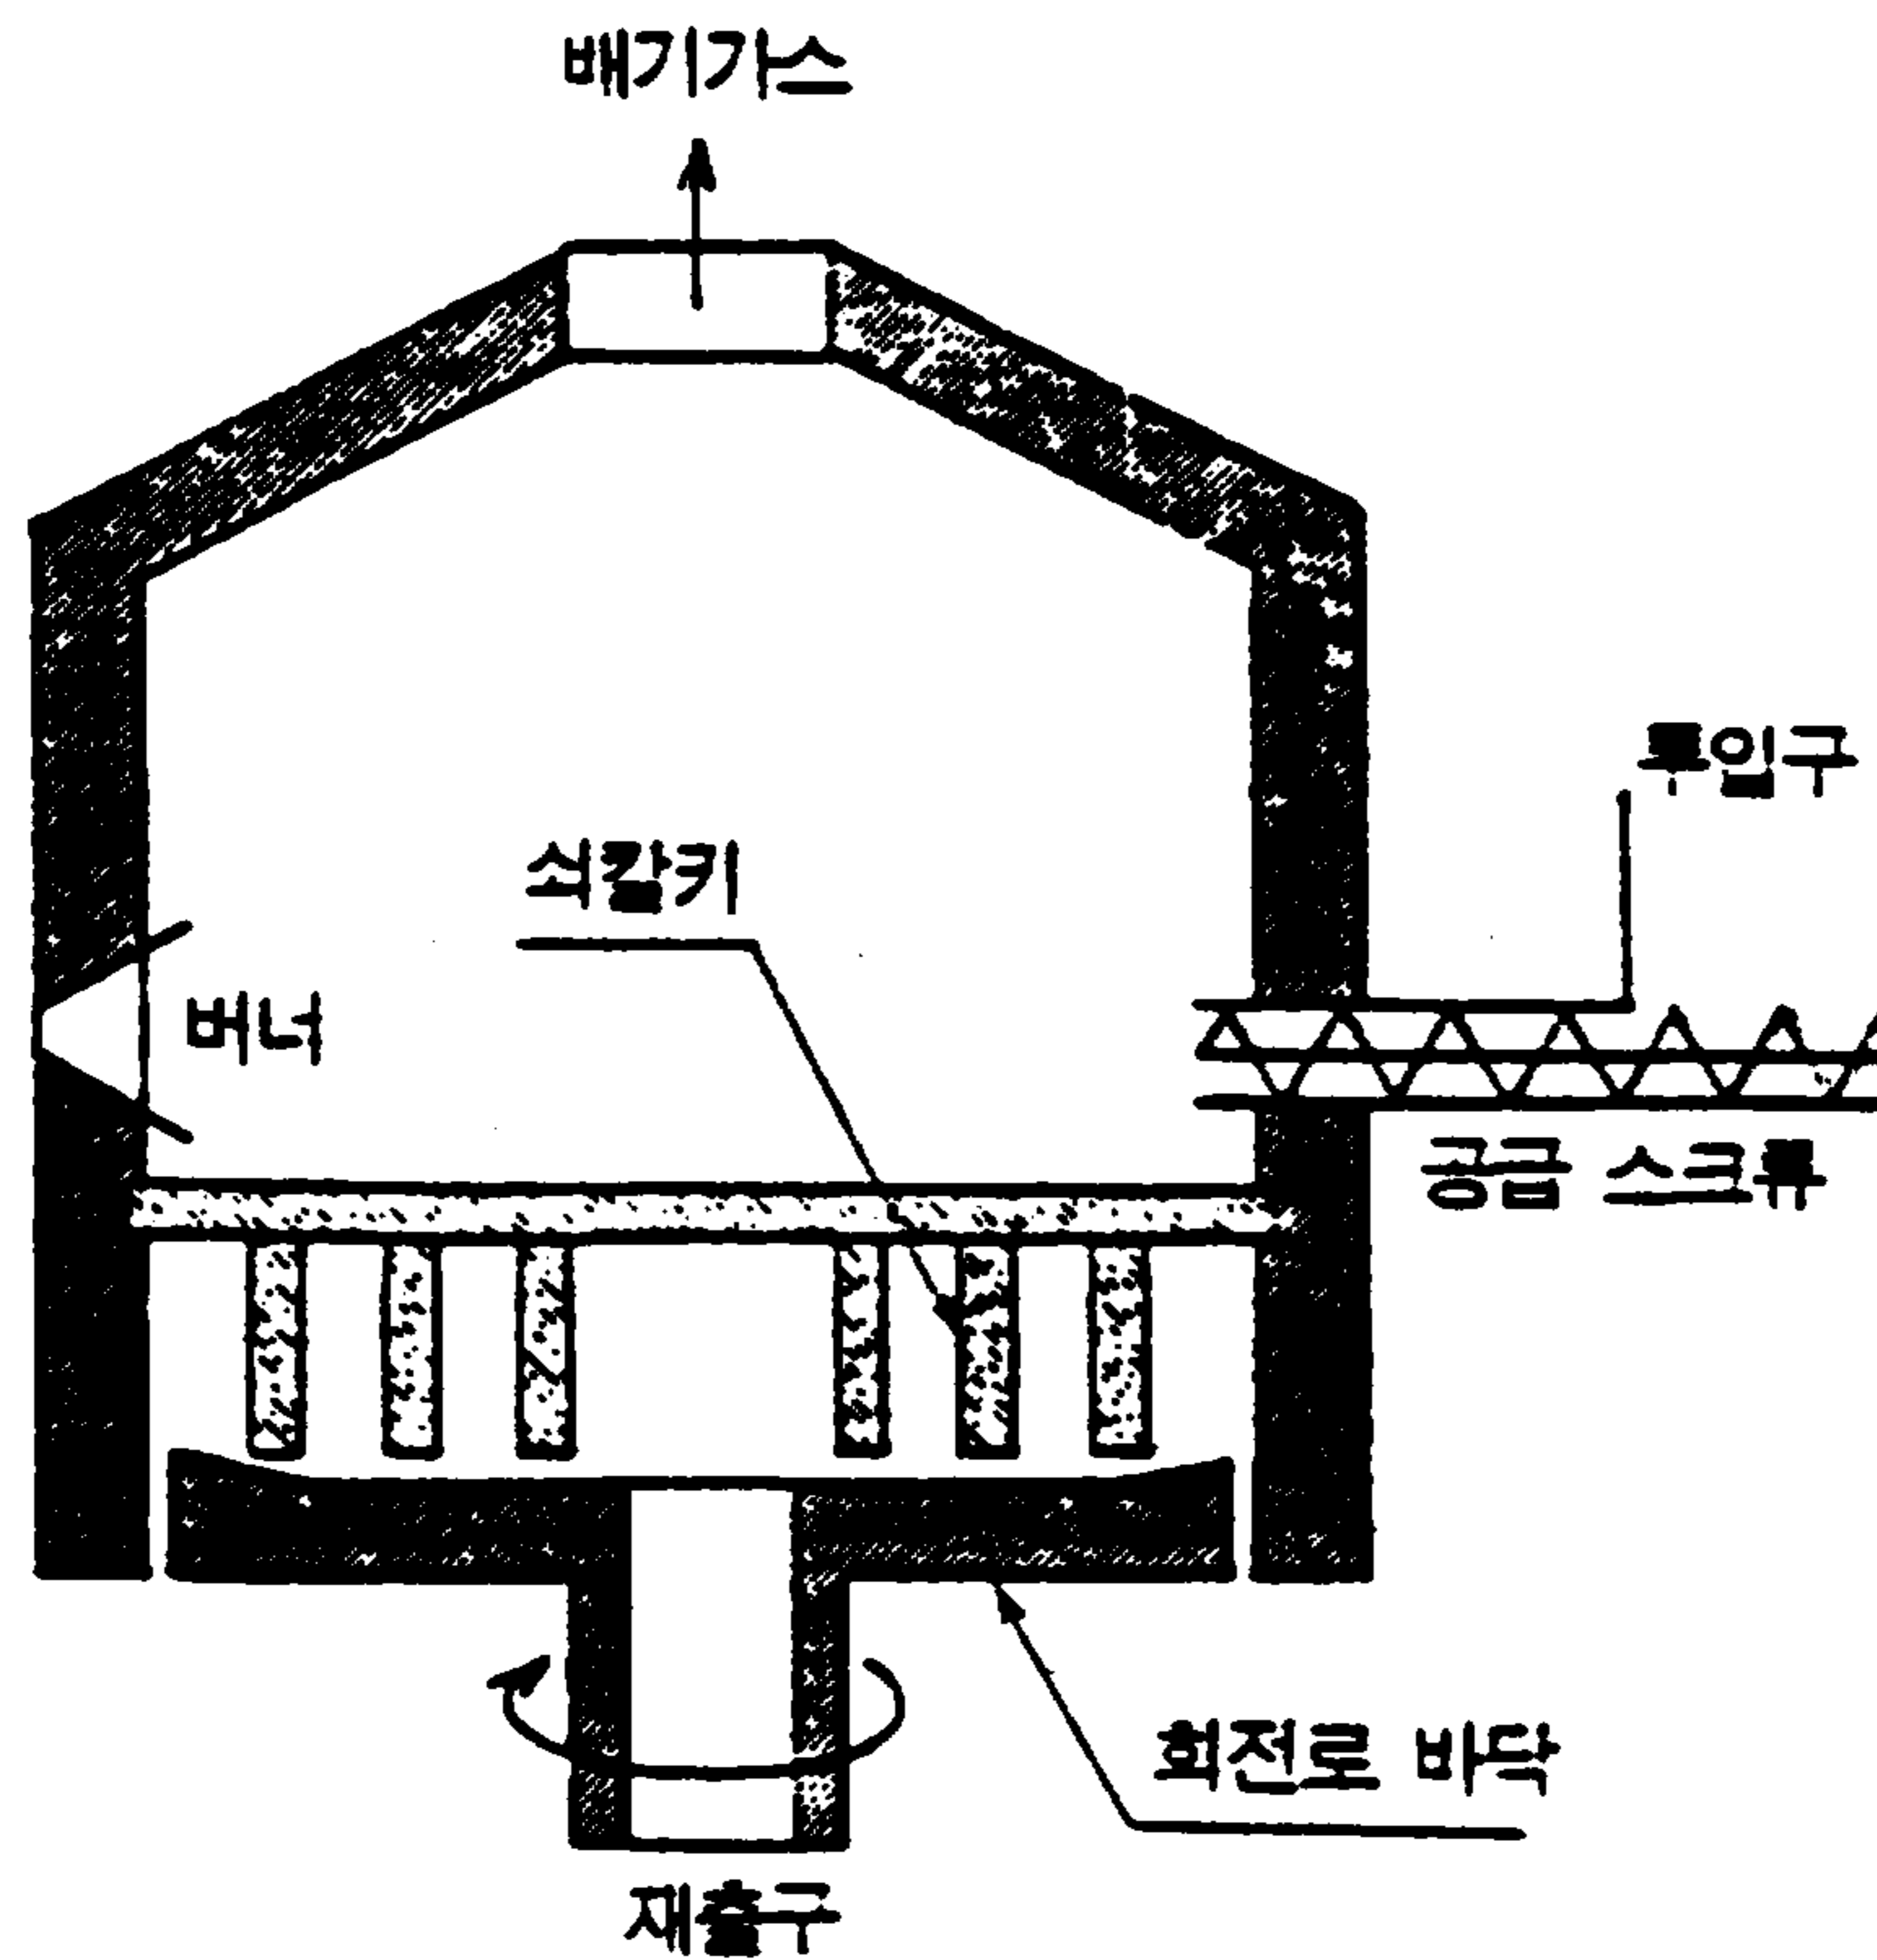 배기가스
투입구
쇠갈키
버너
공급 스크류
회전로 바닥
재출구